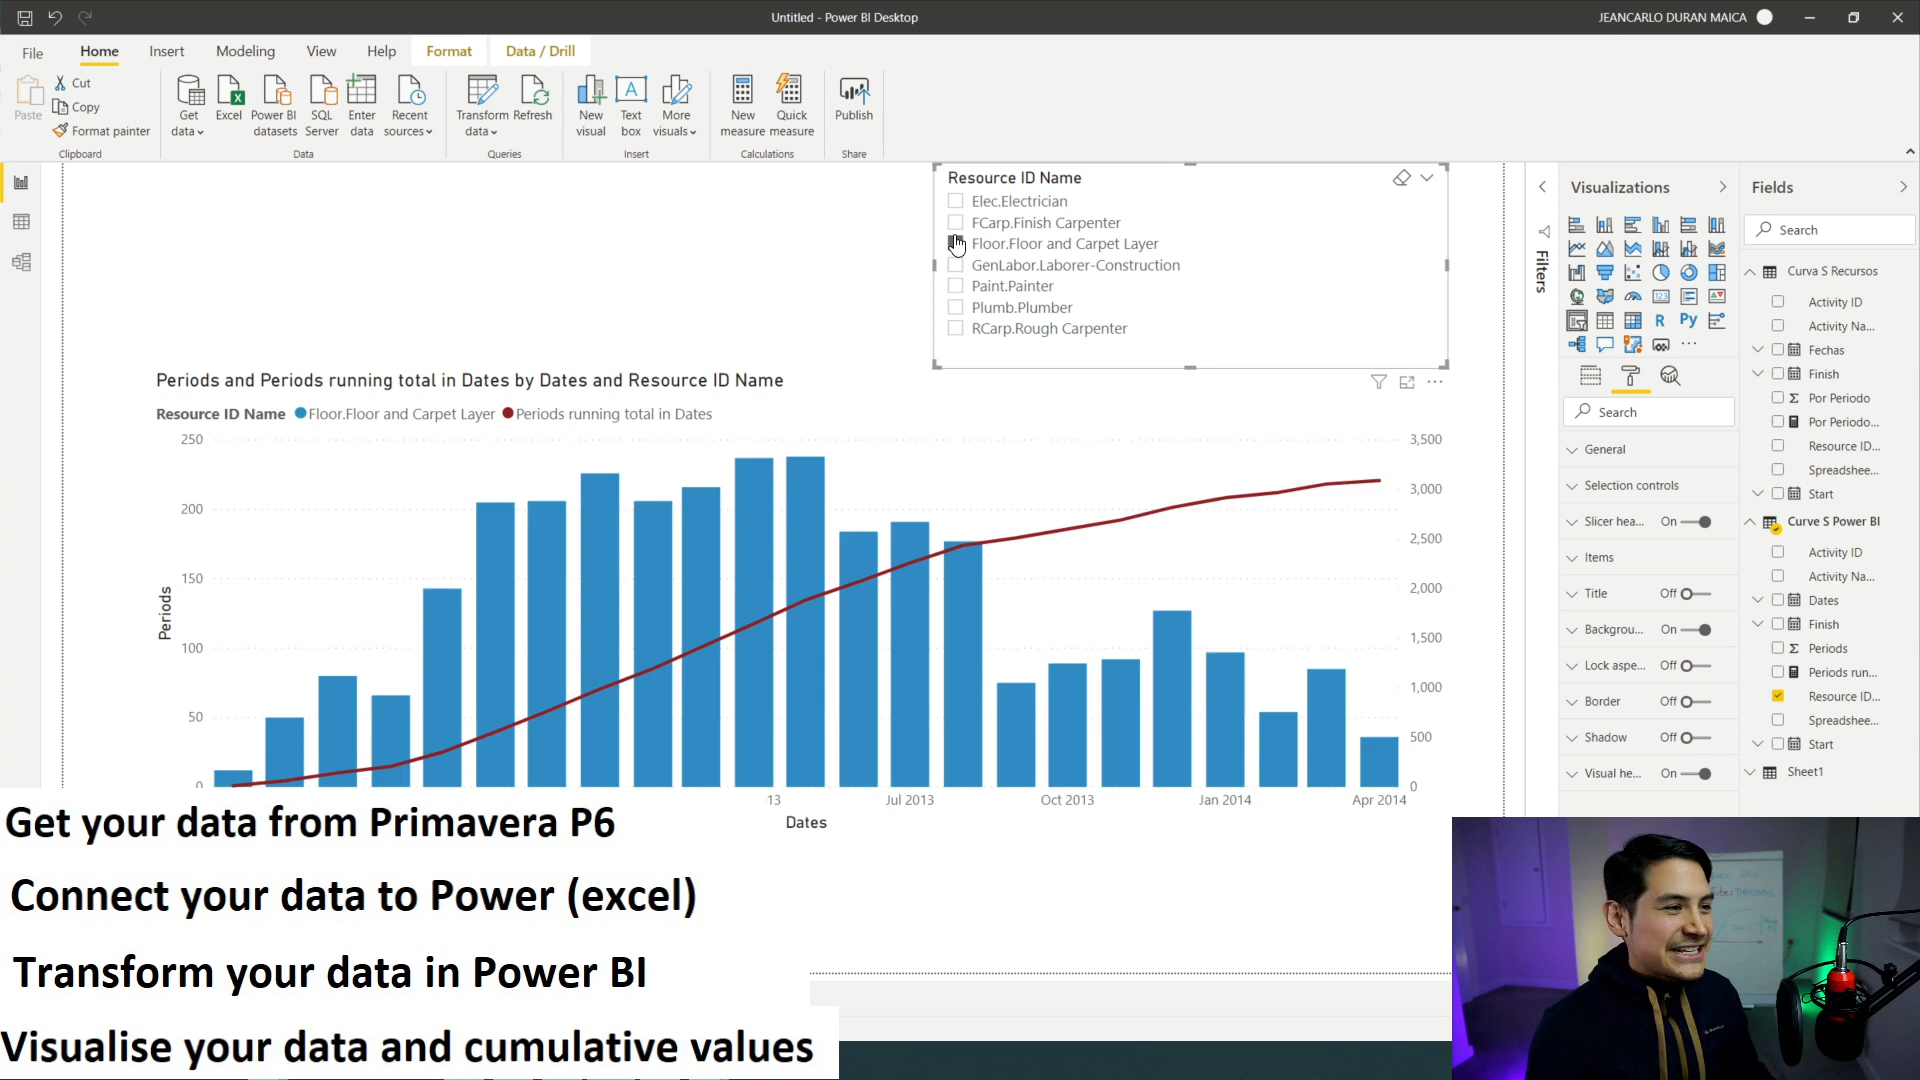 Untitled - Power BI Desktop
JEANCARLO DURAN MAICA
File
Home
Insert
Modeling
View
Help
Format
Data / Drill
Paste
Cut
Copy
Format painter
Clipboard
Get data
Excel
Power BI datasets
SQL Server
Enter data
Recent sources
Data
Transform data
Refresh
Queries
New visual
Text box
More visuals
Insert
New measure
Quick measure
Calculations
Publish
Share
Resource ID Name
Elec.Electrician
FCarp.Finish Carpenter
Floor.Floor and Carpet Layer
GenLabor.Laborer-Construction
Paint.Painter
Plumb.Plumber
RCarp.Rough Carpenter
Periods and Periods running total in Dates by Dates and Resource ID Name
Resource ID Name Floor.Floor and Carpet Layer Periods running total in Dates
250
200
150
100
50
0
Periods
3,500
3,000
2,500
2,000
1,500
1,000
500
0
13
Jul 2013
Oct 2013
Jan 2014
Apr 2014
Dates
Get your data from Primavera P6
Connect your data to Power (excel)
Transform your data in Power BI
Visualise your data and cumulative values
Filters
Visualizations
R
Py
123
Search
General
Selection controls
Slicer hea... On
Items
Title Off
Backgrou... On
Lock aspe... Off
Border Off
Shadow Off
Visual he... On
Fields
Search
Curva S Recursos
Activity ID
Activity Na...
Fechas
Finish
Σ Por Periodo
Por Periodo...
Resource ID...
Spreadshee...
Start
Curve S Power BI
Activity ID
Activity Na...
Dates
Finish
Σ Periods
Periods run...
Resource ID...
Spreadshee...
Start
Sheet1